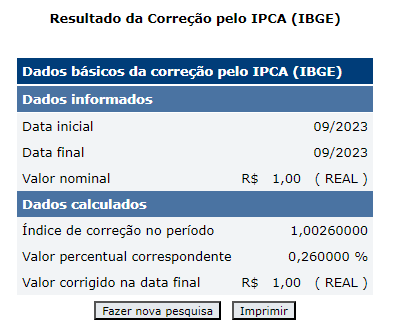 Resultado da Correção pelo IPCA (IBGE)
Dados básicos da correção pelo IPCA (IBGE)
Dados informados
Data inicial 09/2023
Data final 09/2023
Valor nominal R$ 1,00 ( REAL )
Dados calculados
Índice de correção no período 1,00260000
Valor percentual correspondente 0,260000 %
Valor corrigido na data final R$ 1,00 ( REAL )
Fazer nova pesquisa Imprimir